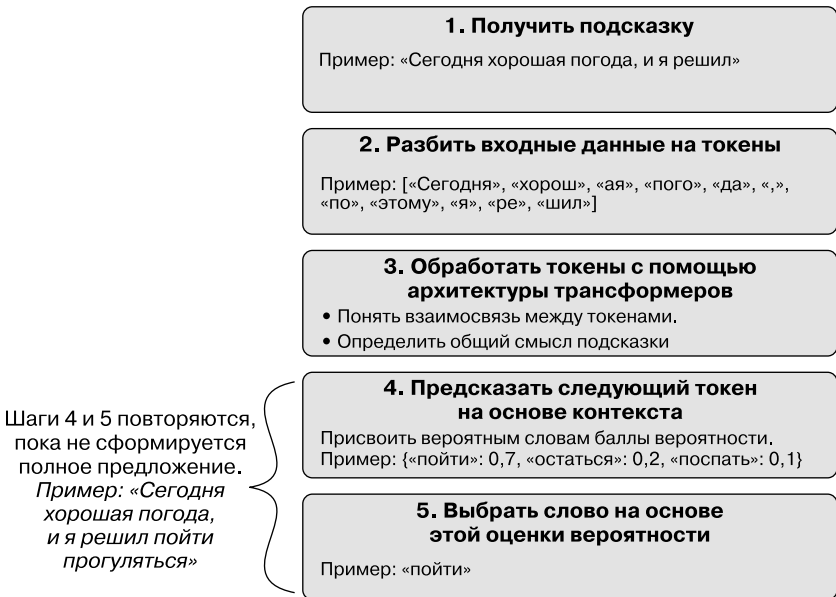 1. Получить подсказку
Пример: «Сегодня хорошая погода, и я решил»
2. Разбить входные данные на токены
Пример: [«Сегодня», «хорош», «ая», «пого», «да», «,»,
«по», «этому», «я», «ре», «шил»]
3. Обработать токены с помощью
архитектуры трансформеров
• Понять взаимосвязь между токенами.
• Определить общий смысл подсказки
4. Предсказать следующий токен
на основе контекста
Присвоить вероятным словам баллы вероятности.
Пример: {«пойти»: 0,7, «остаться»: 0,2, «поспать»: 0,1}
5. Выбрать слово на основе
этой оценки вероятности
Пример: «пойти»
Шаги 4 и 5 повторяются,
пока не сформируется
полное предложение.
Пример: «Сегодня
хорошая погода,
и я решил пойти
прогуляться»